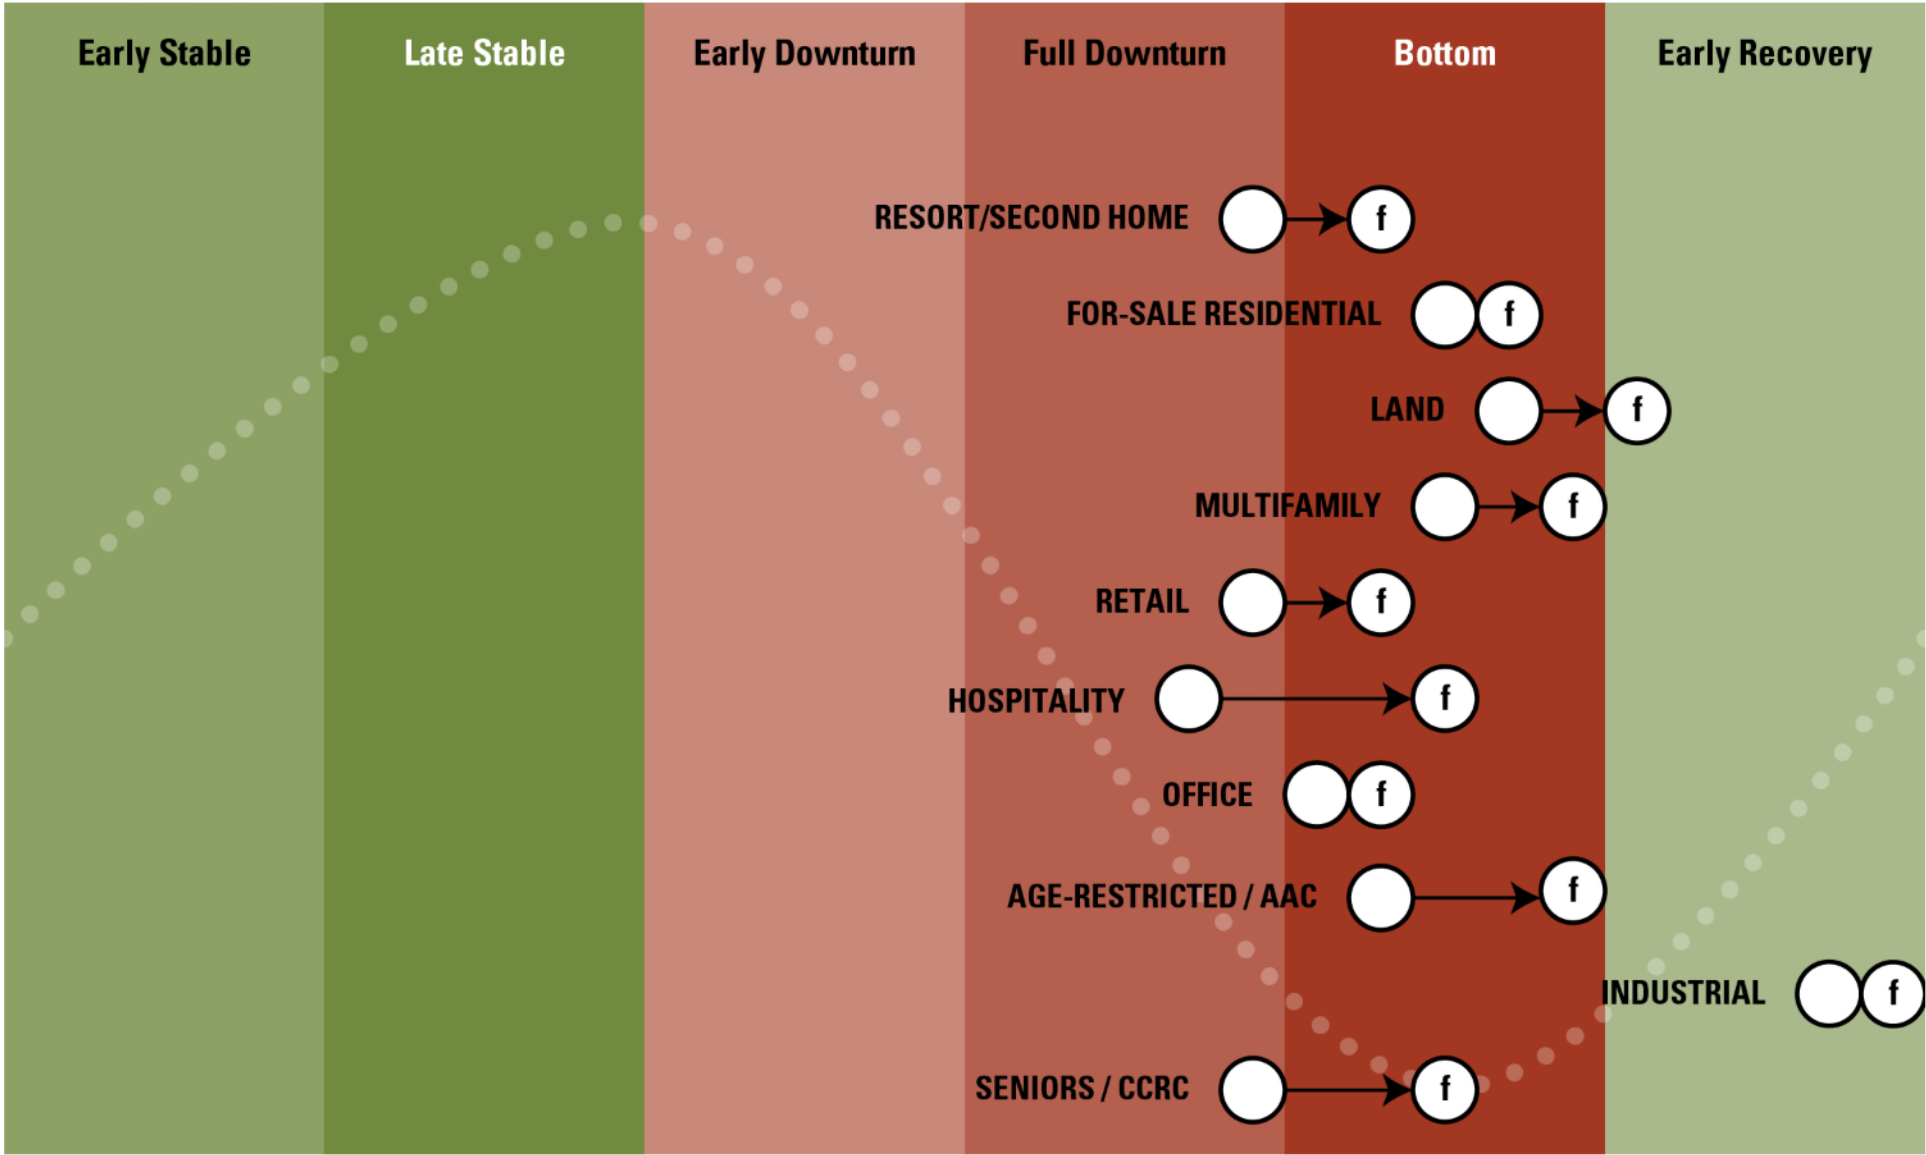 Early Stable
Late Stable
Early Downturn
Full Downturn
Bottom
Early Recovery
RESORT/SECOND HOME
f
FOR-SALE RESIDENTIAL
f
LAND
f
MULTIFAMILY
f
RETAIL
f
HOSPITALITY
f
OFFICE
f
AGE-RESTRICTED / AAC
f
INDUSTRIAL
f
SENIORS / CCRC
f